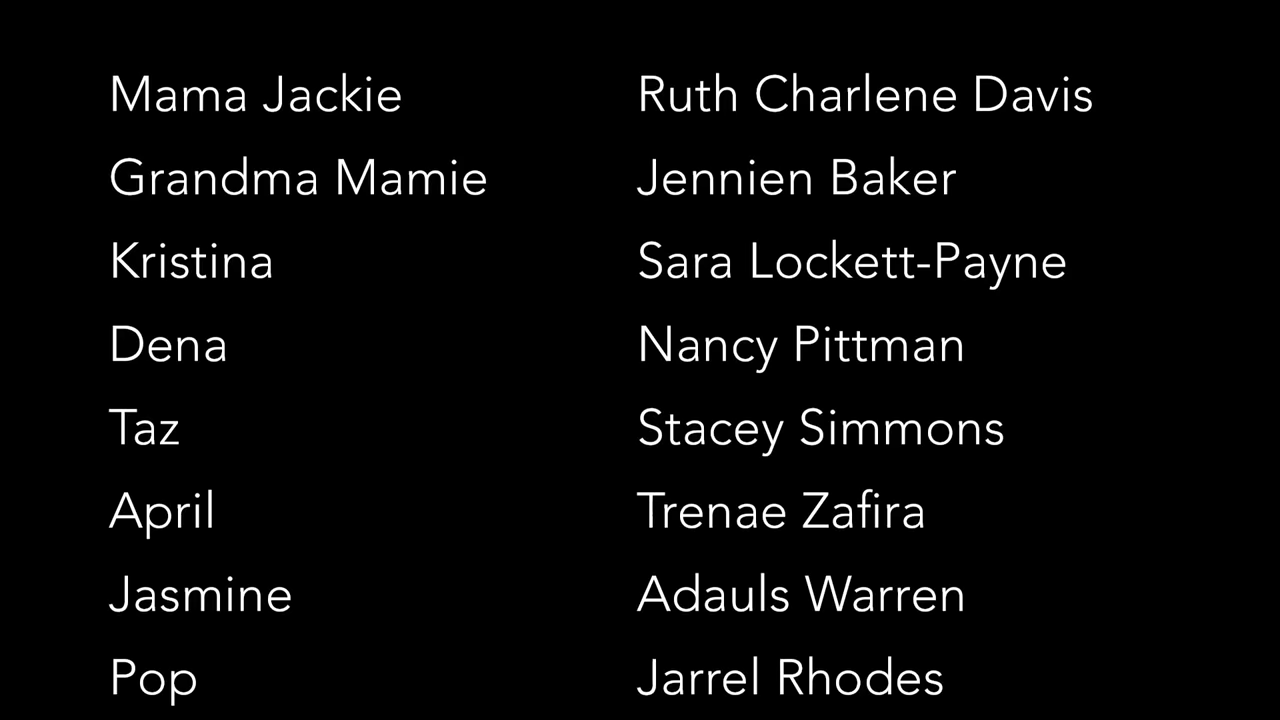 Mama Jackie Ruth Charlene Davis
Grandma Mamie Jennien Baker
Kristina Sara Lockett-Payne
Dena Nancy Pittman
Taz Stacey Simmons
April Trenae Zafira
Jasmine Adauls Warren
Pop Jarrel Rhodes